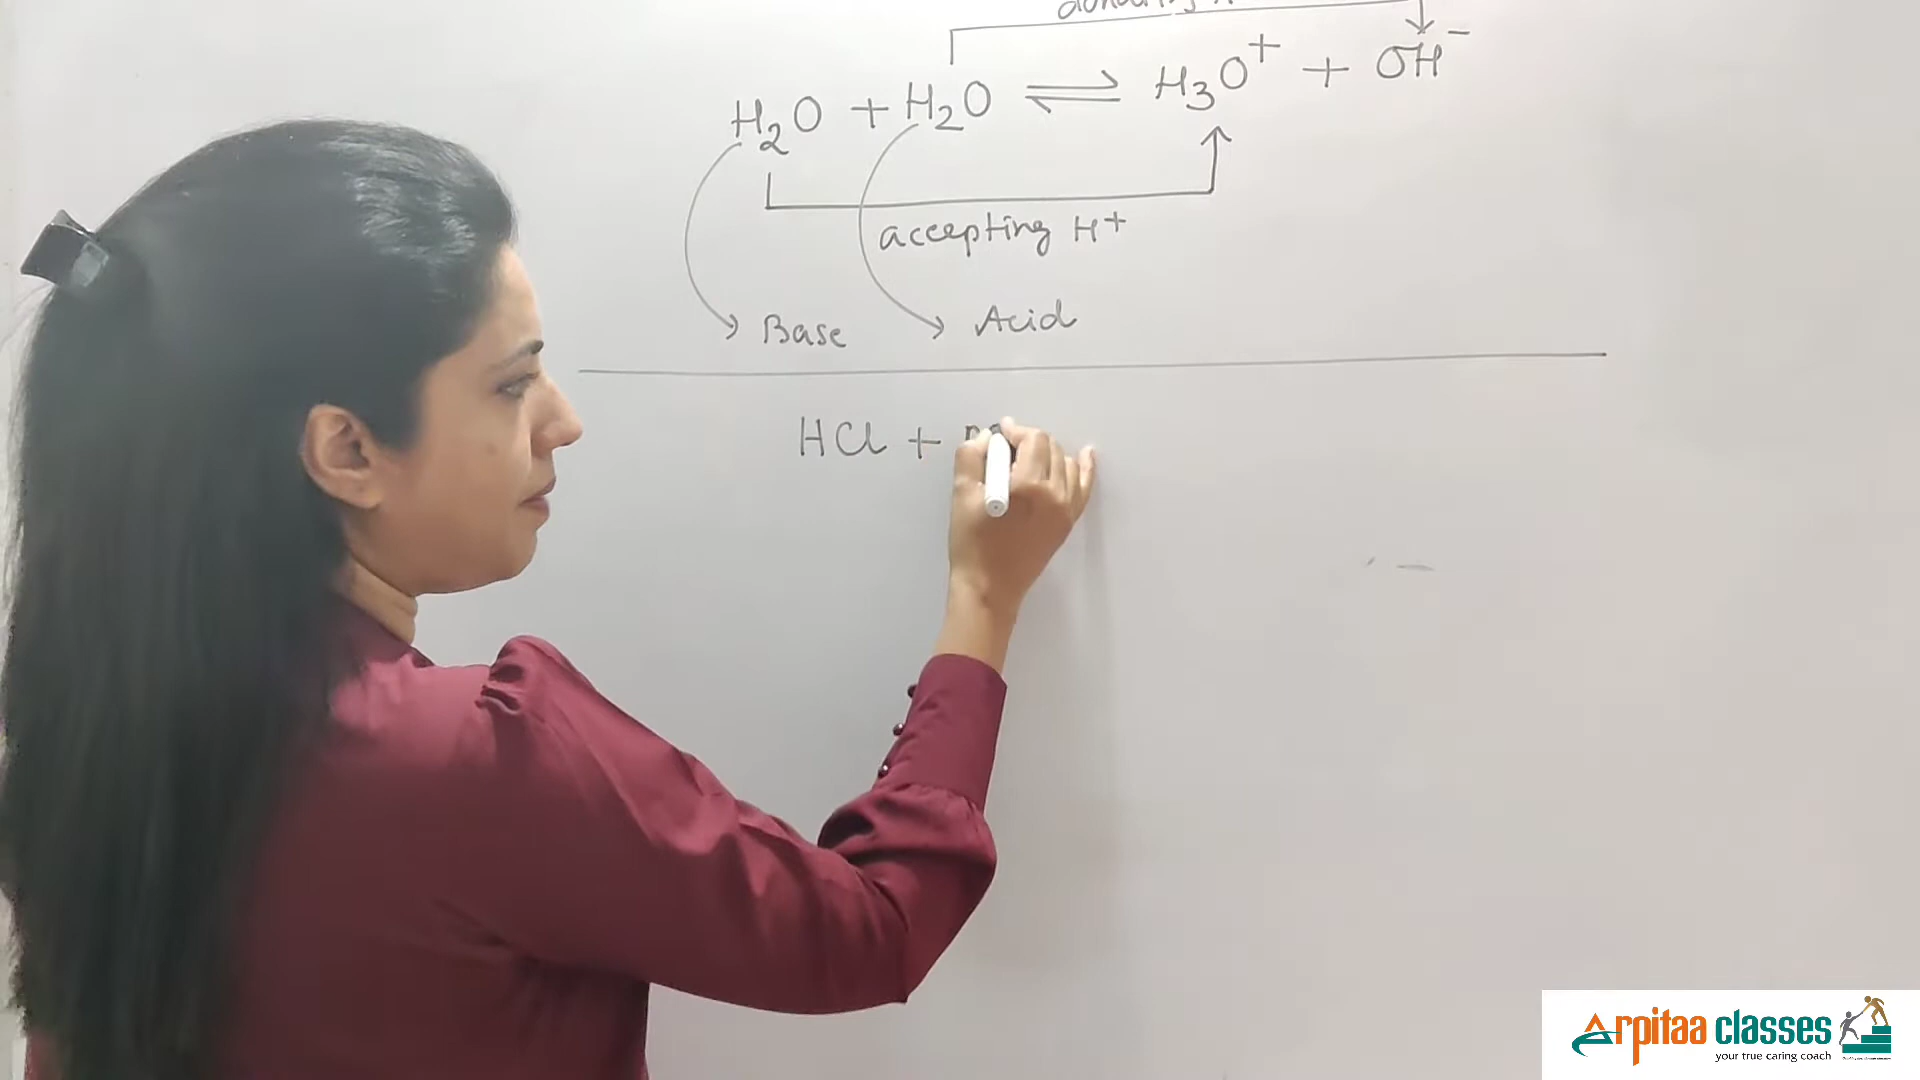 H₂O + H₂O ⇌ H₃O⁺ + OH⁻
accepting H+
Base Acid
HCl +
Arpitaa classes
your true caring coach